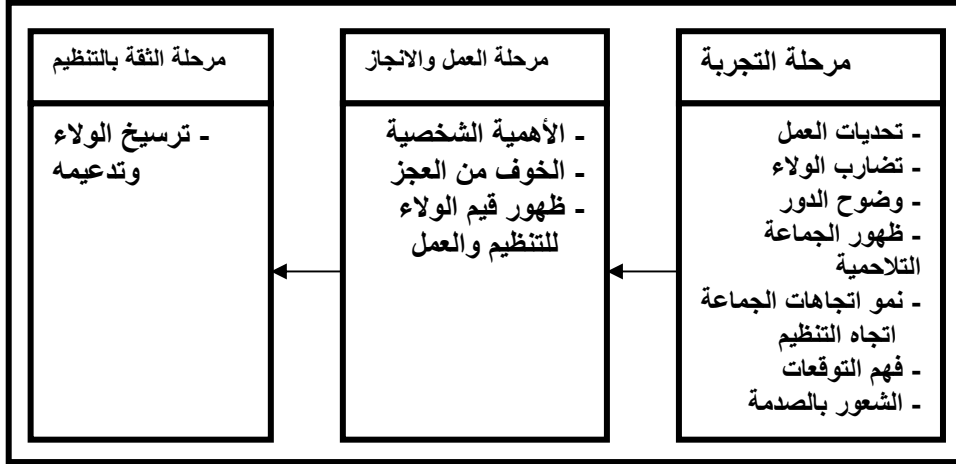 مرحلة التجربة
- تحديات العمل
- تضارب الولاء
- وضوح الدور
- ظهور الجماعة
التلاحمية
- نمو اتجاهات الجماعة
اتجاه التنظيم
- فهم التوقعات
- الشعور بالصدمة
مرحلة العمل والانجاز
- الأهمية الشخصية
- الخوف من العجز
- ظهور قيم الولاء
للتنظيم والعمل
مرحلة الثقة بالتنظيم
- ترسيخ الولاء
وتدعيمه